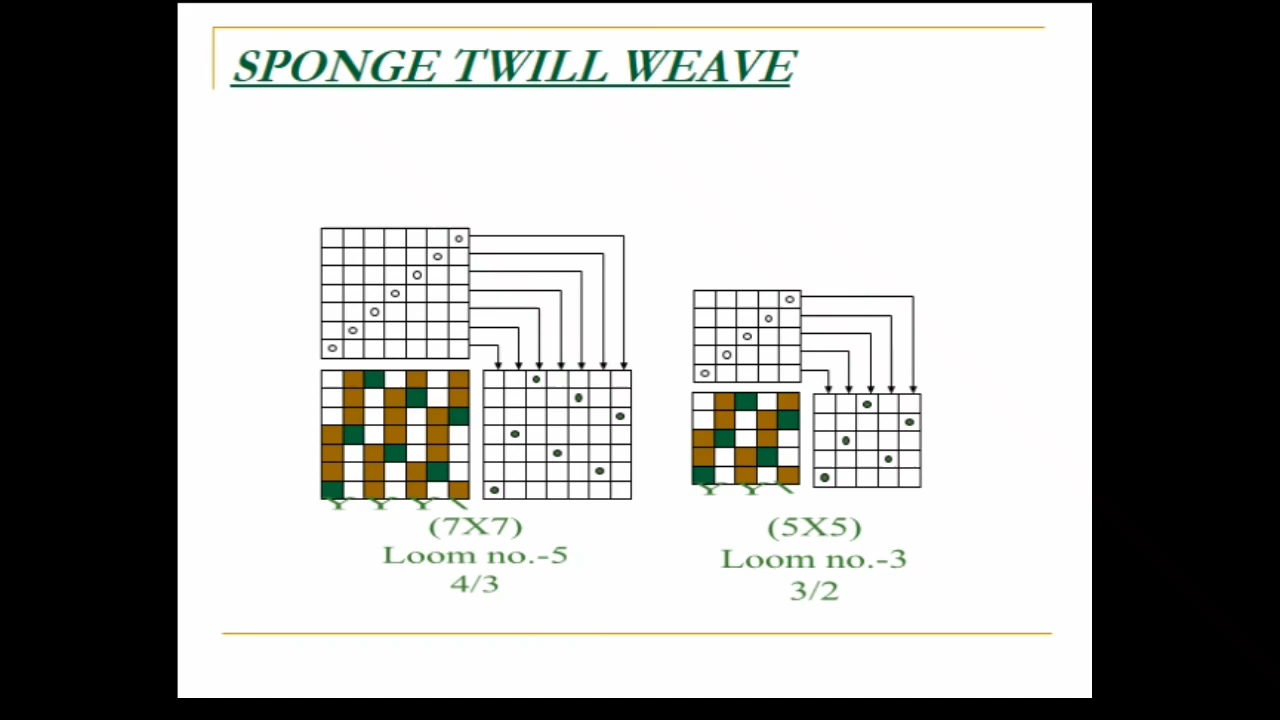 SPONGE TWILL WEAVE
(7X7)
Loom no.-5
4/3
(5X5)
Loom no.-3
3/2